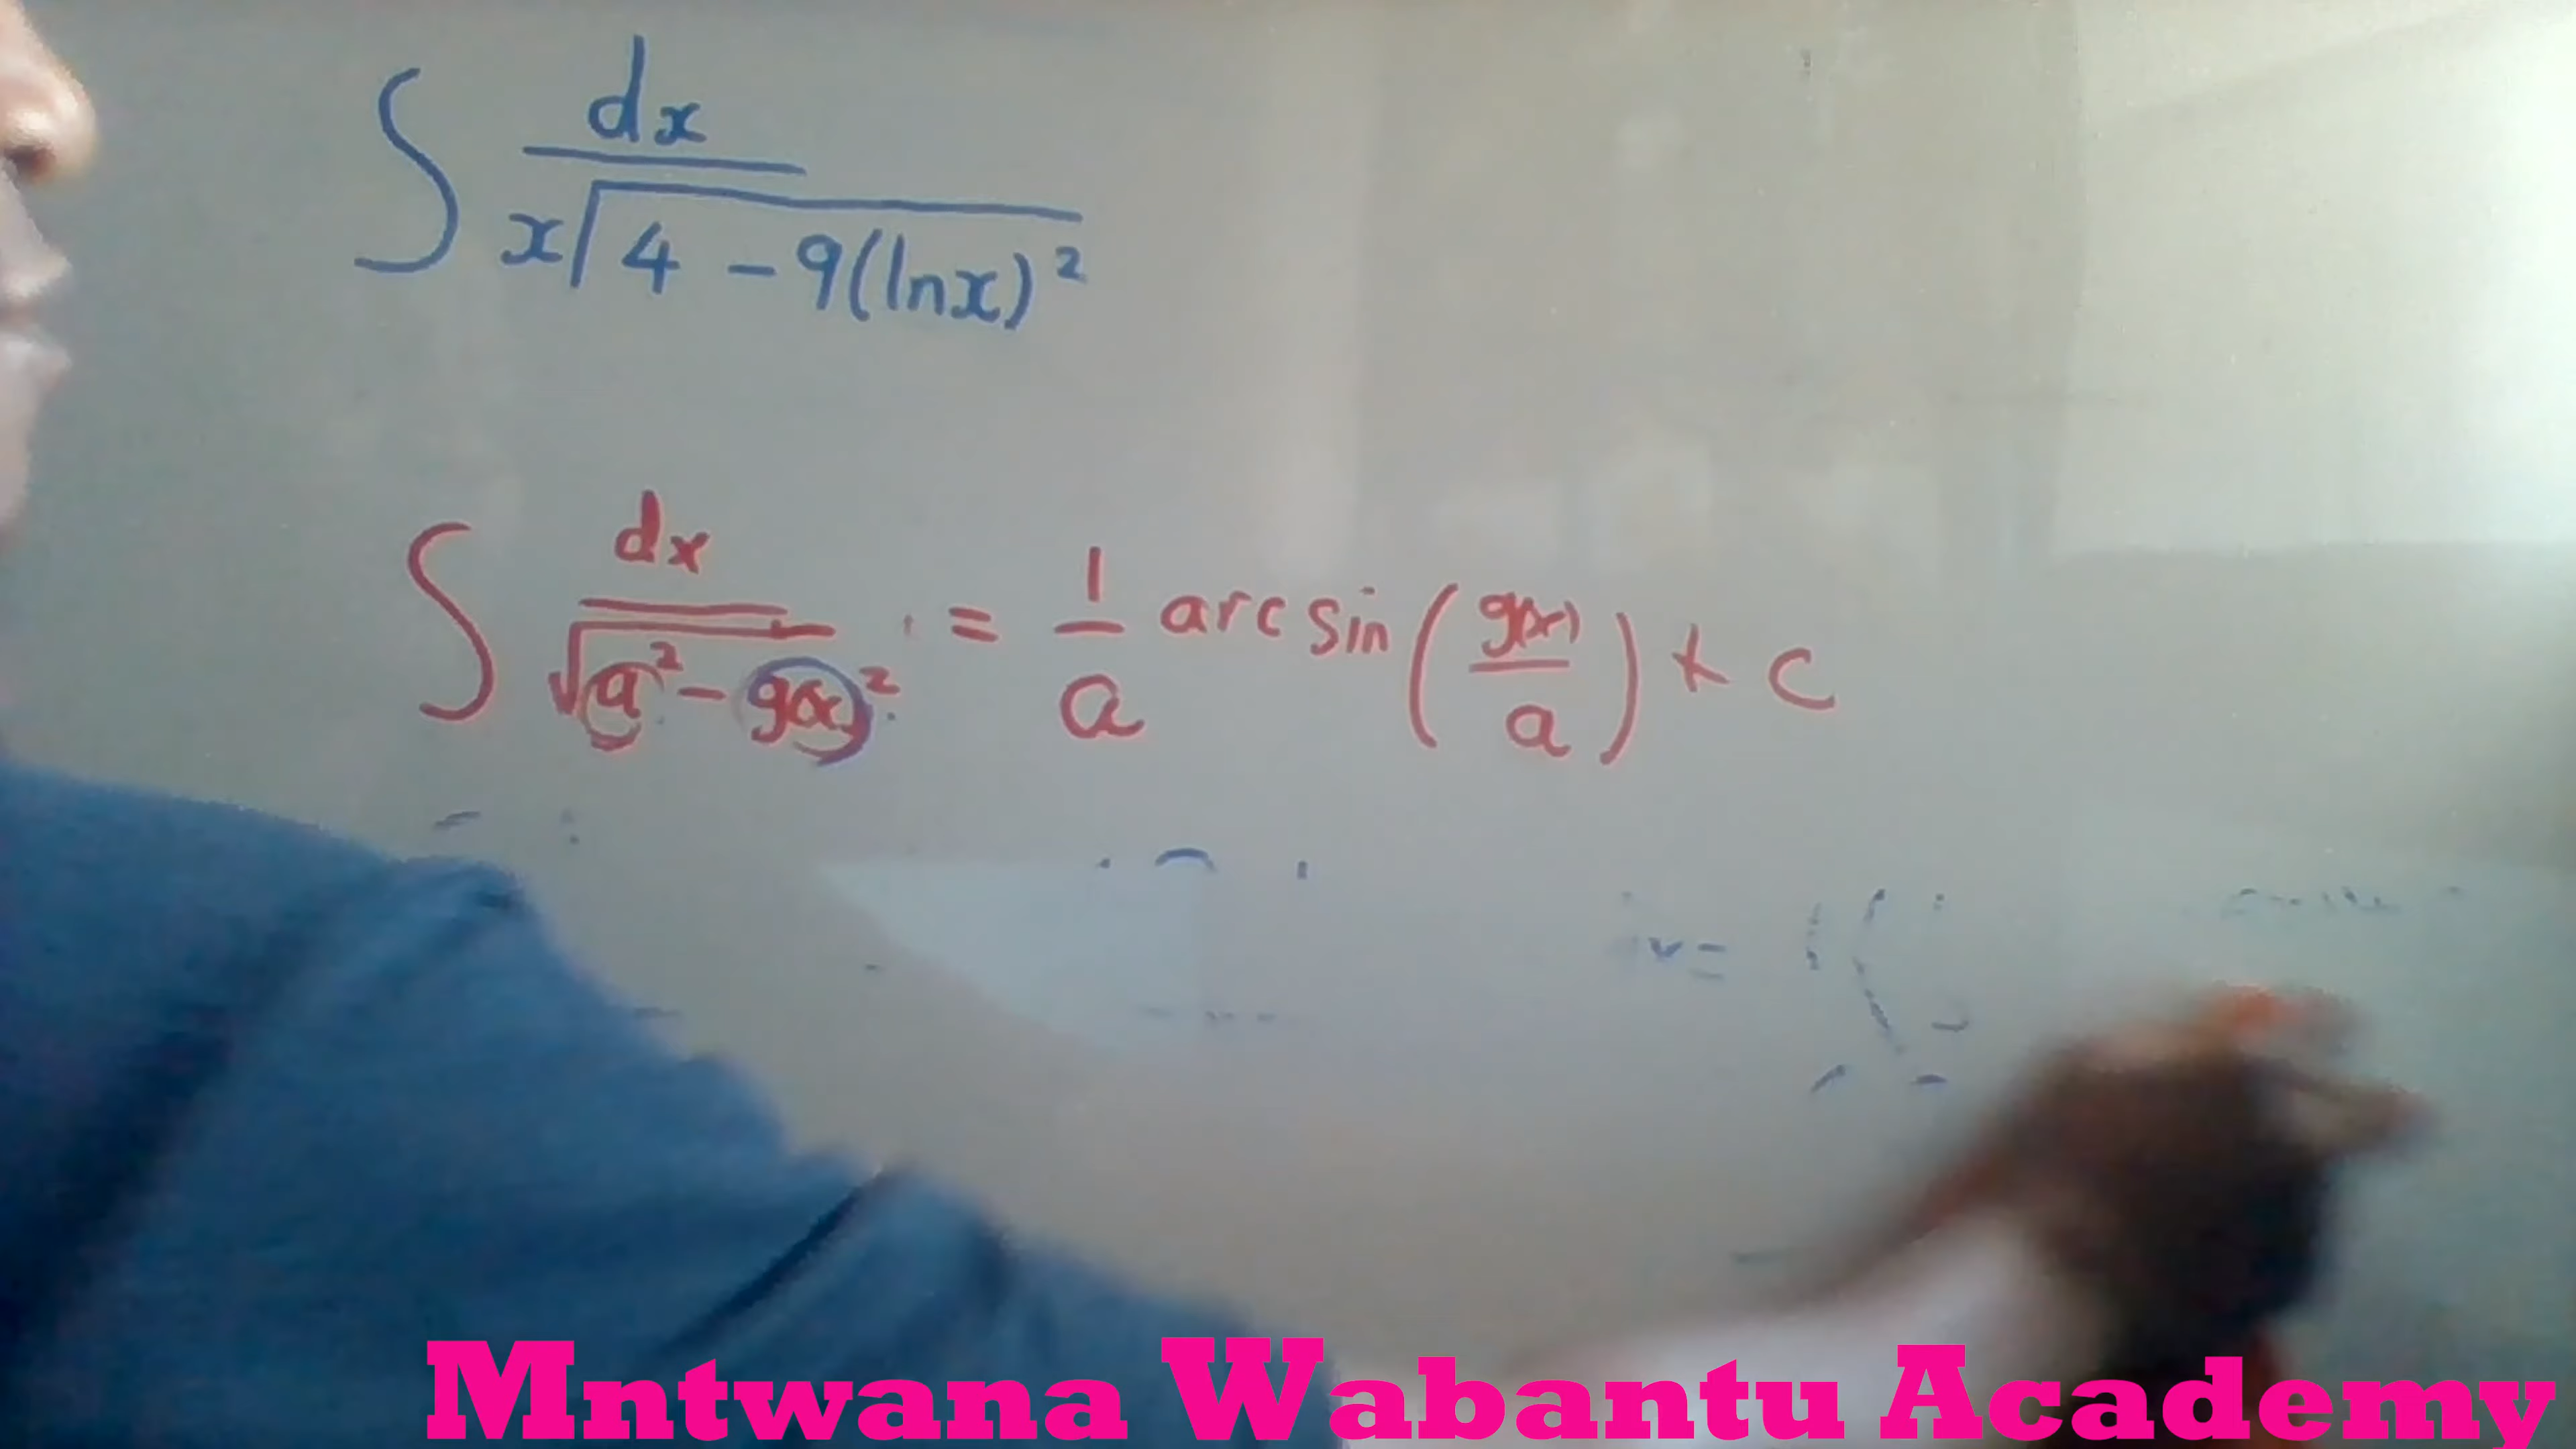 ∫ dx / x√4 - 9(lnx)²
∫ dx / √a² - g(x)² = 1/a arcsin (g(x)/a) + c
Mntwana Wabantu Academy